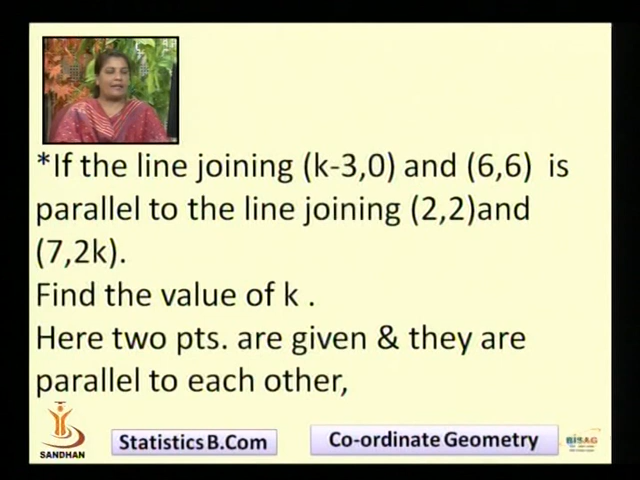 *If the line joining (k-3,0) and (6,6) is
parallel to the line joining (2,2)and
(7,2k).
Find the value of k .
Here two pts. are given & they are
parallel to each other,
SANDHAN
Statistics B.Com
Co-ordinate Geometry
BISAG